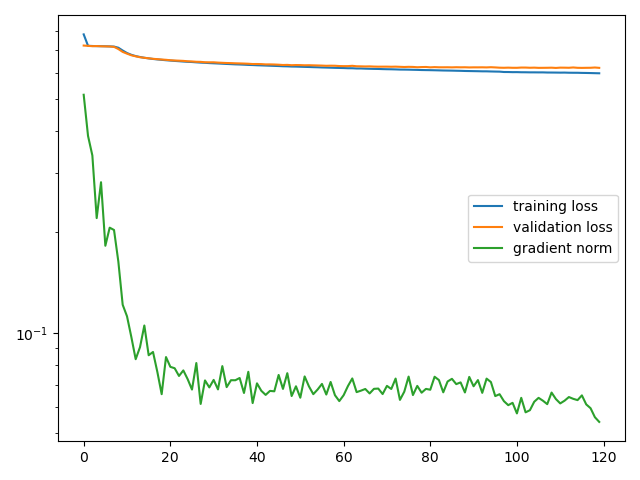 training loss
validation loss
gradient norm
10⁻¹
0 20 40 60 80 100 120